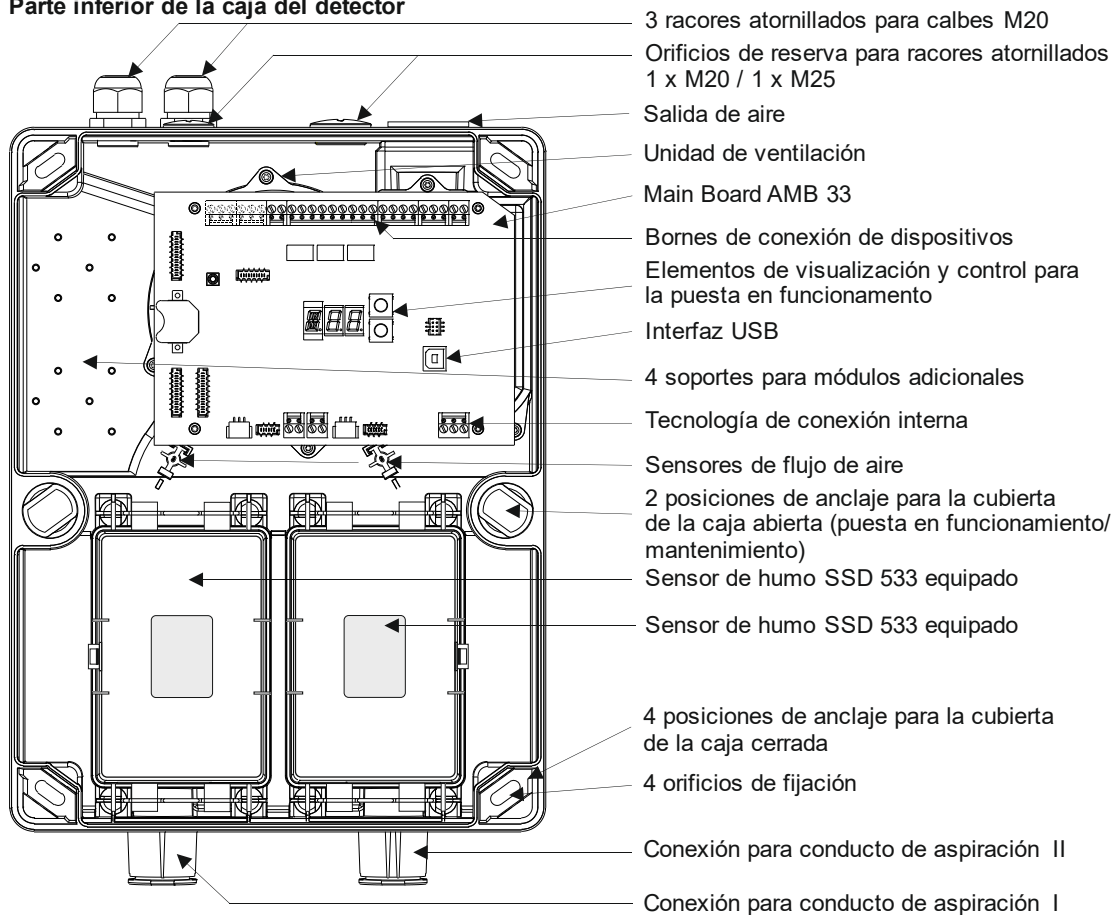 Parte inferior de la caja del detector
3 racores atornillados para calbes M20
Orificios de reserva para racores atornillados
1 x M20 / 1 x M25
Salida de aire
Unidad de ventilación
Main Board AMB 33
Bornes de conexión de dispositivos
Elementos de visualización y control para
la puesta en funcionamento
Interfaz USB
4 soportes para módulos adicionales
Tecnología de conexión interna
Sensores de flujo de aire
2 posiciones de anclaje para la cubierta
de la caja abierta (puesta en funcionamiento/
mantenimiento)
Sensor de humo SSD 533 equipado
Sensor de humo SSD 533 equipado
4 posiciones de anclaje para la cubierta
de la caja cerrada
4 orificios de fijación
Conexión para conducto de aspiración II
Conexión para conducto de aspiración I